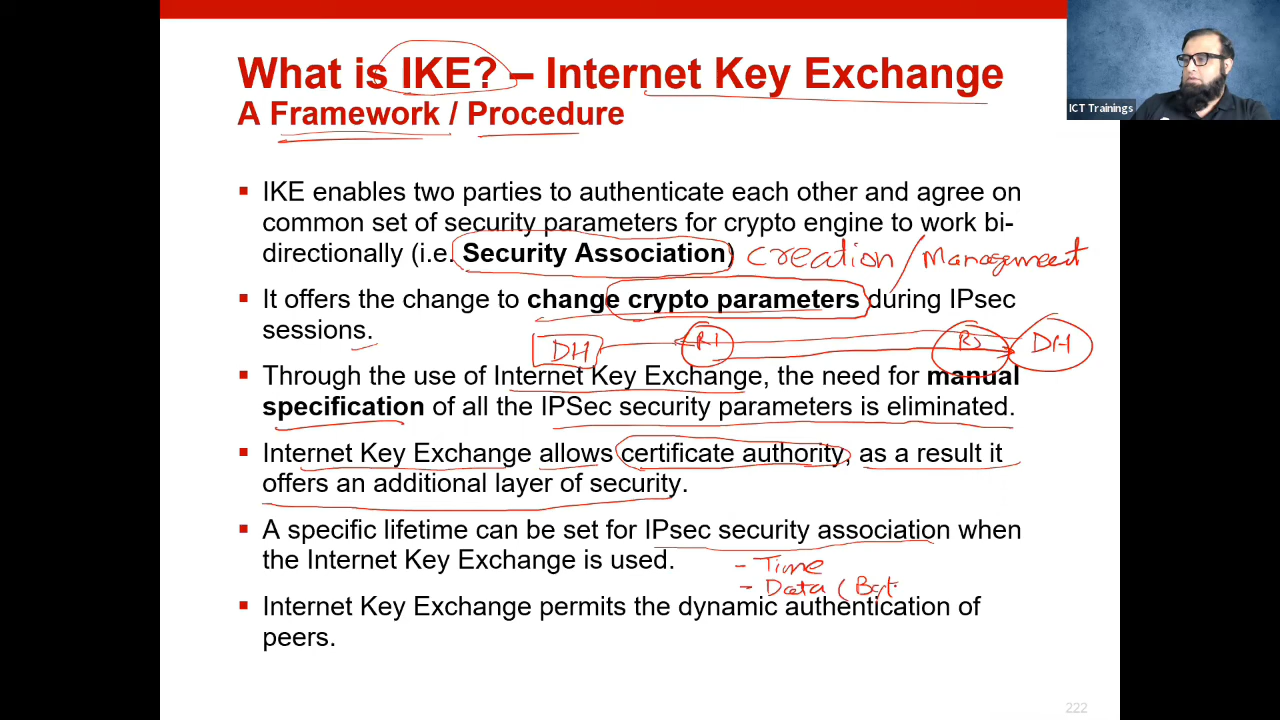 What is IKE? – Internet Key Exchange
ICT Trainings
A Framework / Procedure
▪ IKE enables two parties to authenticate each other and agree on
common set of security parameters for crypto engine to work bi-
directionally (i.e. Security Association) Creation / Management
▪ It offers the change to change crypto parameters during IPsec
sessions.
DH R1 R2 DH
▪ Through the use of Internet Key Exchange, the need for manual
specification of all the IPSec security parameters is eliminated.
▪ Internet Key Exchange allows certificate authority, as a result it
offers an additional layer of security.
▪ A specific lifetime can be set for IPsec security association when
the Internet Key Exchange is used.
- Time
- Data (Byt
▪ Internet Key Exchange permits the dynamic authentication of
peers.
222